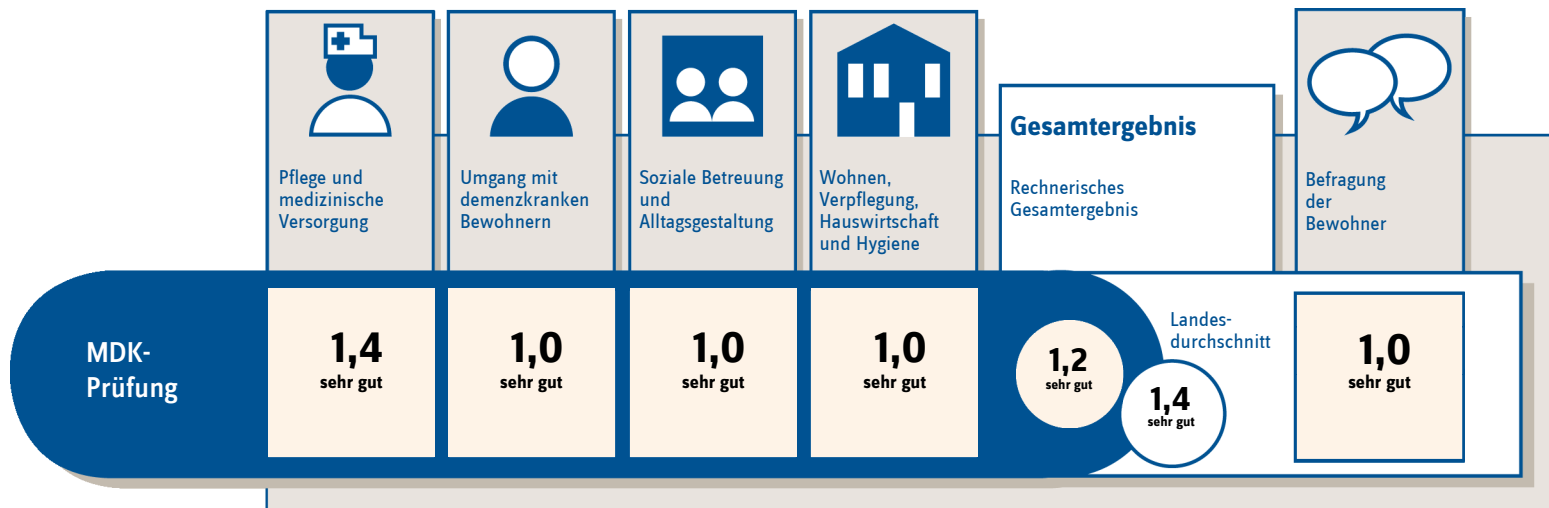 Pflege und
medizinische
Versorgung
Umgang mit
demenzkranken
Bewohnern
Soziale Betreuung
und
Alltagsgestaltung
Wohnen,
Verpflegung,
Hauswirtschaft
und Hygiene
Gesamtergebnis
Rechnerisches
Gesamtergebnis
Befragung
der
Bewohner
MDK-
Prüfung
1,4
sehr gut
1,0
sehr gut
1,0
sehr gut
1,0
sehr gut
1,2
sehr gut
Landes-
durchschnitt
1,4
sehr gut
1,0
sehr gut